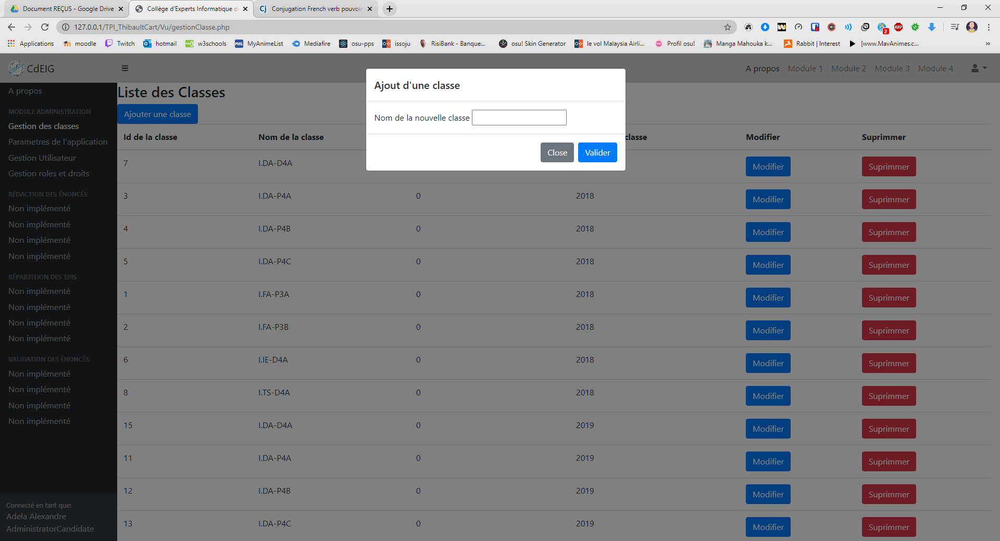 Document REÇUS - Google Drive
Collège d'Experts Informatique d
Conjugation French verb pouvoir
127.0.0.1/TPI_ThibaultCart/Vu/gestionClasse.php
2
Applications moodle Twitch hotmail w3schools MyAnimeList Mediafire osu-pps issoju RisiBank - Banque... osu! Skin Generator le vol Malaysia Airli... Profil osu! Manga Mahouka k... Rabbit | Interest [www.MavAnimes.c... »
CdEIG
A propos Module 1 Module 2 Module 3 Module 4
A propos
MODULE ADMINISTRATION
Gestion des classes
Parametres de l'application
Gestion Utilisateur
Gestion roles et droits
RÉDACTION DES ÉNONCÉS
Non implémenté
Non implémenté
Non implémenté
Non implémenté
RÉPARTITION DES TPIS
Non implémenté
Non implémenté
Non implémenté
Non implémenté
VALIDATION DES ÉNONCÉS
Non implémenté
Non implémenté
Non implémenté
Non implémenté
Connecté en tant que:
Adela Alexandre
AdministratorCandidate
Liste des Classes
Ajouter une classe
Ajout d'une classe
Nom de la nouvelle classe
Close Valider
Id de la classe Nom de la classe classe Modifier Suprimmer
7 I.DA-D4A Modifier Suprimmer
3 I.DA-P4A 0 2018 Modifier Suprimmer
4 I.DA-P4B 0 2018 Modifier Suprimmer
5 I.DA-P4C 0 2018 Modifier Suprimmer
1 I.FA-P3A 0 2018 Modifier Suprimmer
2 I.FA-P3B 0 2018 Modifier Suprimmer
6 I.IE-D4A 0 2018 Modifier Suprimmer
8 I.TS-D4A 0 2018 Modifier Suprimmer
15 I.DA-D4A 0 2019 Modifier Suprimmer
11 I.DA-P4A 0 2019 Modifier Suprimmer
12 I.DA-P4B 0 2019 Modifier Suprimmer
13 I.DA-P4C 0 2019 Modifier Suprimmer